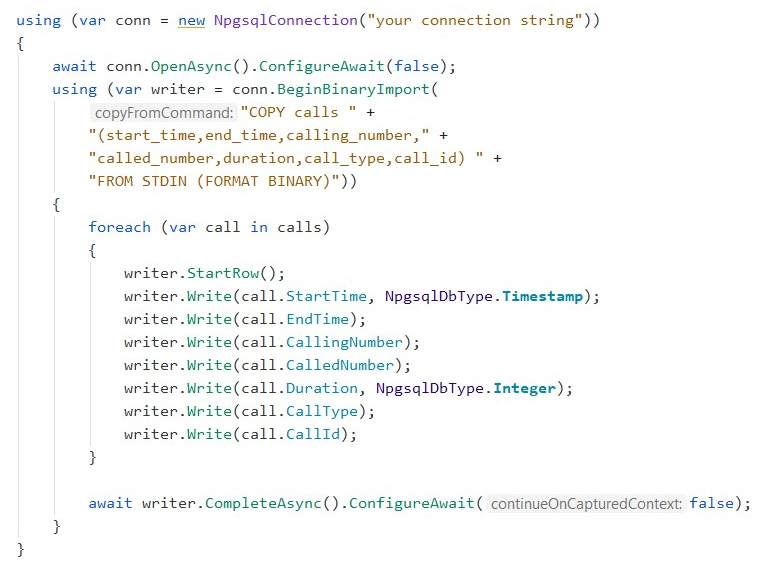 using (var conn = new NpgsqlConnection("your connection string"))
{
    await conn.OpenAsync().ConfigureAwait(false);
    using (var writer = conn.BeginBinaryImport(
        copyFromCommand: "COPY calls " +
        "(start_time,end_time,calling_number," +
        "called_number,duration,call_type,call_id) " +
        "FROM STDIN (FORMAT BINARY)"))
    {
        foreach (var call in calls)
        {
            writer.StartRow();
            writer.Write(call.StartTime, NpgsqlDbType.Timestamp);
            writer.Write(call.EndTime);
            writer.Write(call.CallingNumber);
            writer.Write(call.CalledNumber);
            writer.Write(call.Duration, NpgsqlDbType.Integer);
            writer.Write(call.CallType);
            writer.Write(call.CallId);
        }

        await writer.CompleteAsync().ConfigureAwait( continueOnCapturedContext: false);
    }
}